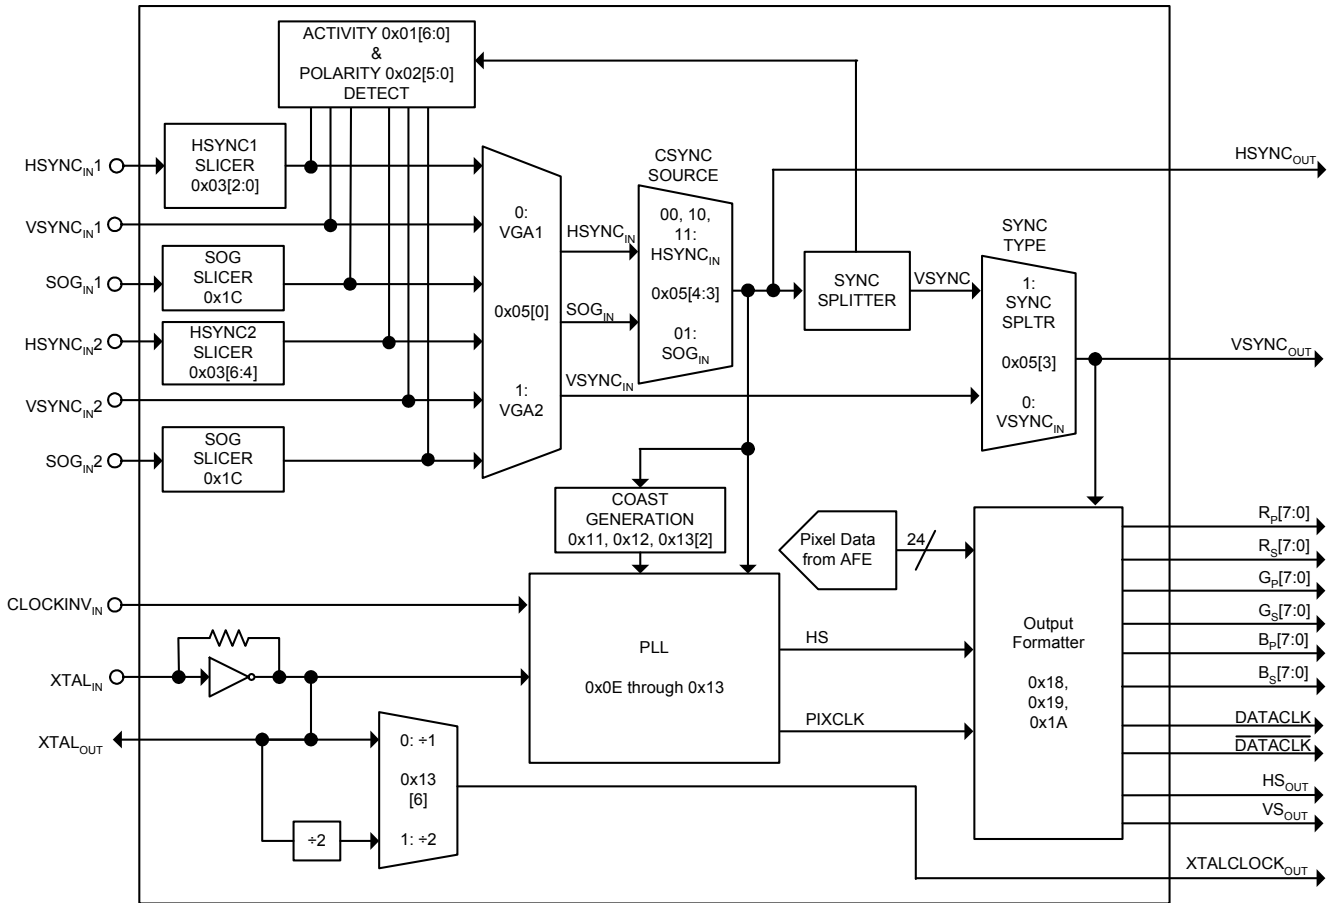 ACTIVITY 0x01[6:0]
&
POLARITY 0x02[5:0]
DETECT
HSYNC_IN1
HSYNC1
SLICER
0x03[2:0]
VSYNC_IN1
SOG_IN1
SOG
SLICER
0x1C
HSYNC_IN2
HSYNC2
SLICER
0x03[6:4]
VSYNC_IN2
SOG_IN2
SOG
SLICER
0x1C
0:
VGA1
0x05[0]
1:
VGA2
HSYNC_IN
SOG_IN
VSYNC_IN
CSYNC
SOURCE
00, 10,
11:
HSYNC_IN
0x05[4:3]
01:
SOG_IN
SYNC
SPLITTER
VSYNC
SYNC
TYPE
1:
SYNC
SPLTR
0x05[3]
0:
VSYNC_IN
HSYNC_OUT
VSYNC_OUT
COAST
GENERATION
0x11, 0x12, 0x13[2]
Pixel Data
from AFE
24
CLOCKINV_IN
XTAL_IN
XTAL_OUT
PLL
0x0E through 0x13
HS
PIXCLK
0: ÷1
0x13
[6]
1: ÷2
÷2
Output
Formatter
0x18,
0x19,
0x1A
R_P[7:0]
R_S[7:0]
G_P[7:0]
G_S[7:0]
B_P[7:0]
B_S[7:0]
DATACLK
DATACLK
HS_OUT
VS_OUT
XTALCLOCK_OUT